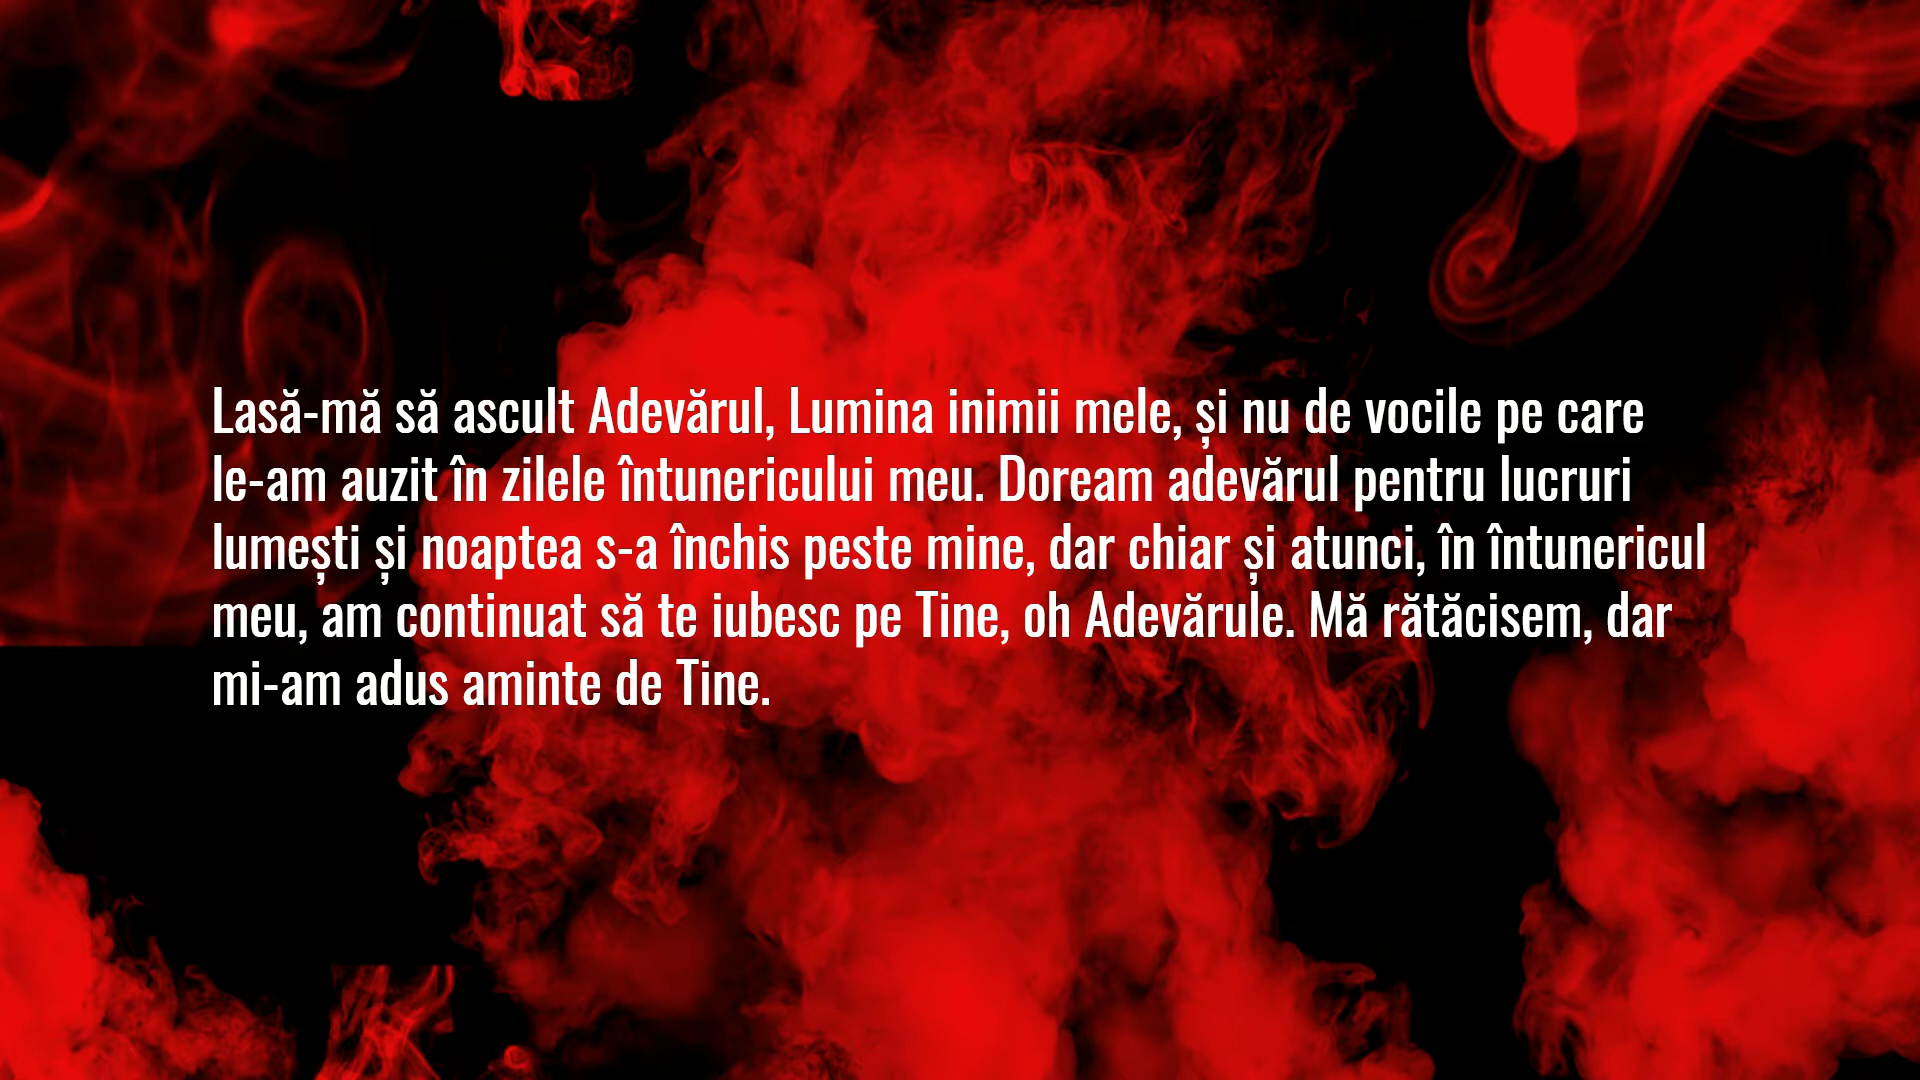 Lasă-mă să ascult Adevărul, Lumina inimii mele, și nu de vocile pe care
le-am auzit în zilele întunericului meu. Doream adevărul pentru lucruri
lumești și noaptea s-a închis peste mine, dar chiar și atunci, în întunericul
meu, am continuat să te iubesc pe Tine, oh Adevărule. Mă rătăcisem, dar
mi-am adus aminte de Tine.